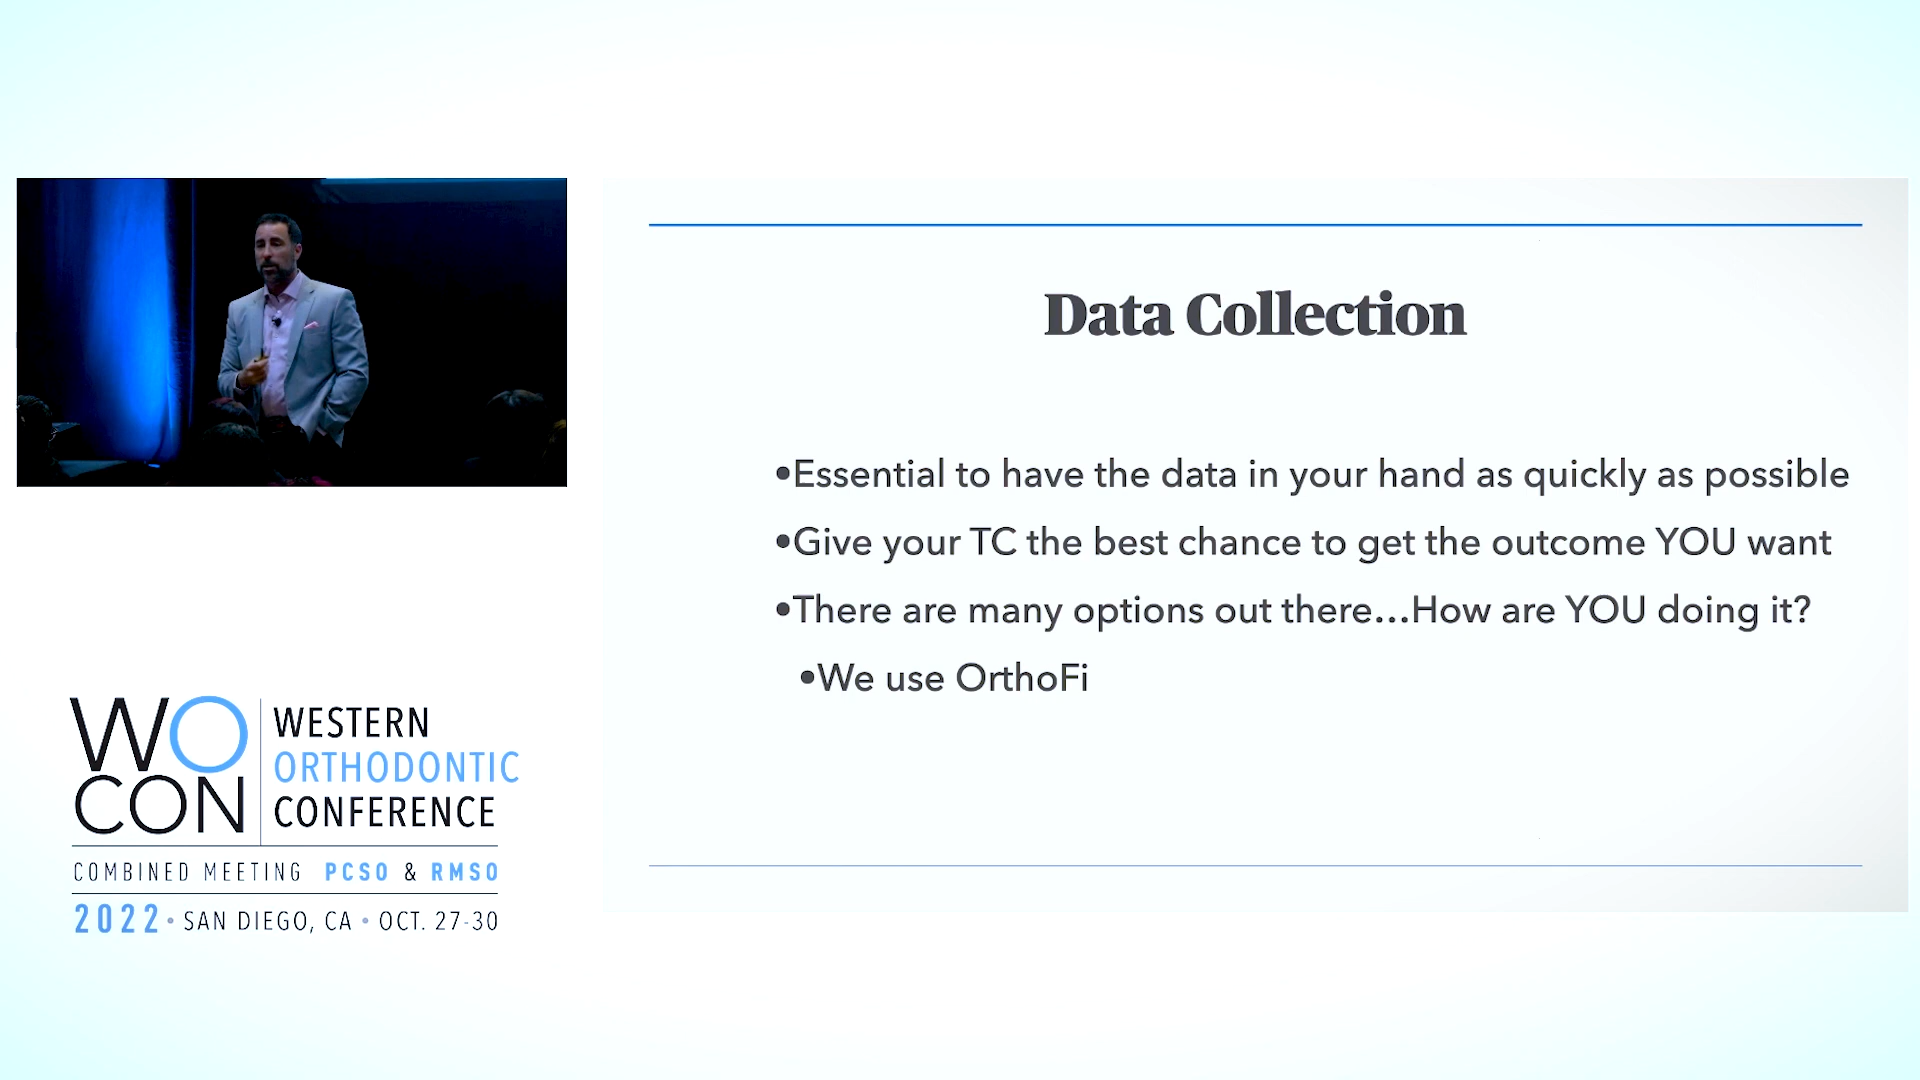 Data Collection
•Essential to have the data in your hand as quickly as possible
•Give your TC the best chance to get the outcome YOU want
•There are many options out there...How are YOU doing it?
•We use OrthoFi
WO
CON
WESTERN
ORTHODONTIC
CONFERENCE
COMBINED MEETING PCSO & RMSO
2022 • SAN DIEGO, CA • OCT. 27-30